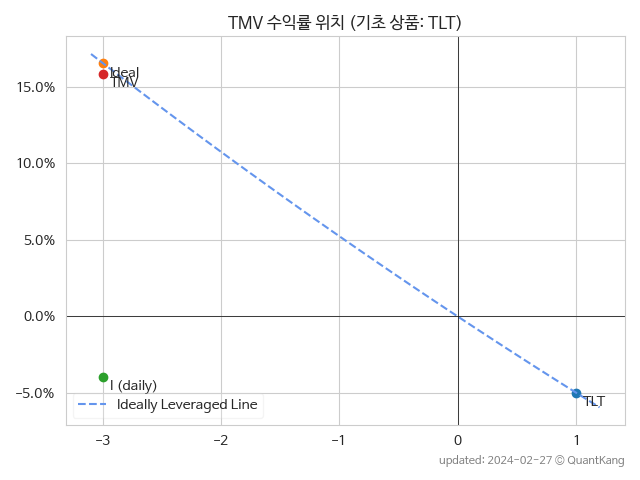 TMV 수익률 위치 (기초 상품: TLT)
15.0%
10.0%
5.0%
0.0%
−5.0%
Ideal
TMV
I (daily)
TLT
Ideally Leveraged Line
−3
−2
−1
0
1
updated: 2024-02-27 © QuantKang